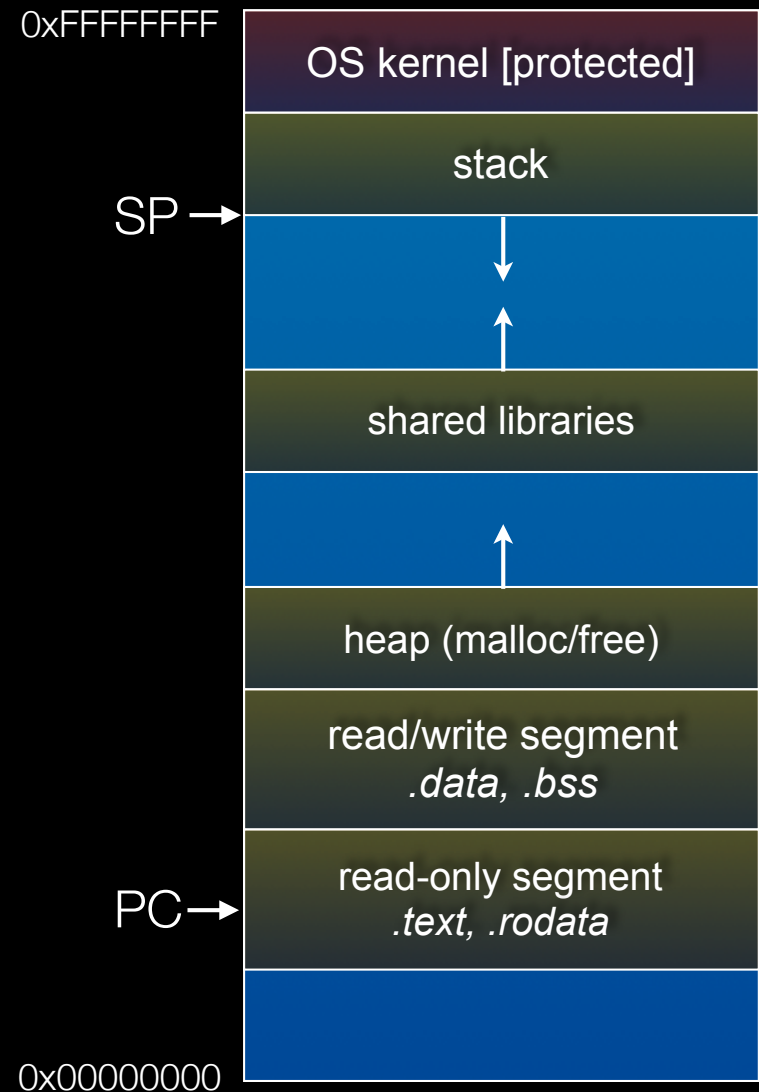 0xFFFFFFFF
OS kernel [protected]
stack
SP
shared libraries
heap (malloc/free)
read/write segment
.data, .bss
read-only segment
.text, .rodata
PC
0x00000000